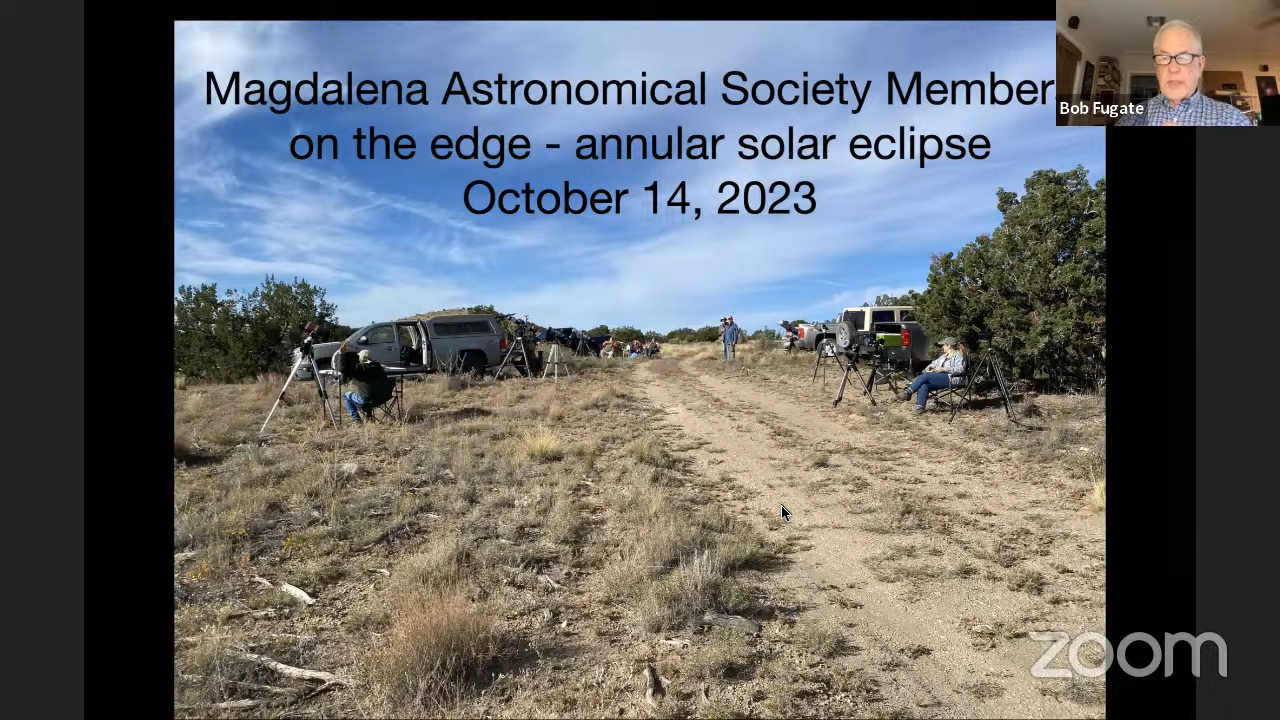 Magdalena Astronomical Society Member
on the edge - annular solar eclipse
October 14, 2023
Bob Fugate
zoom